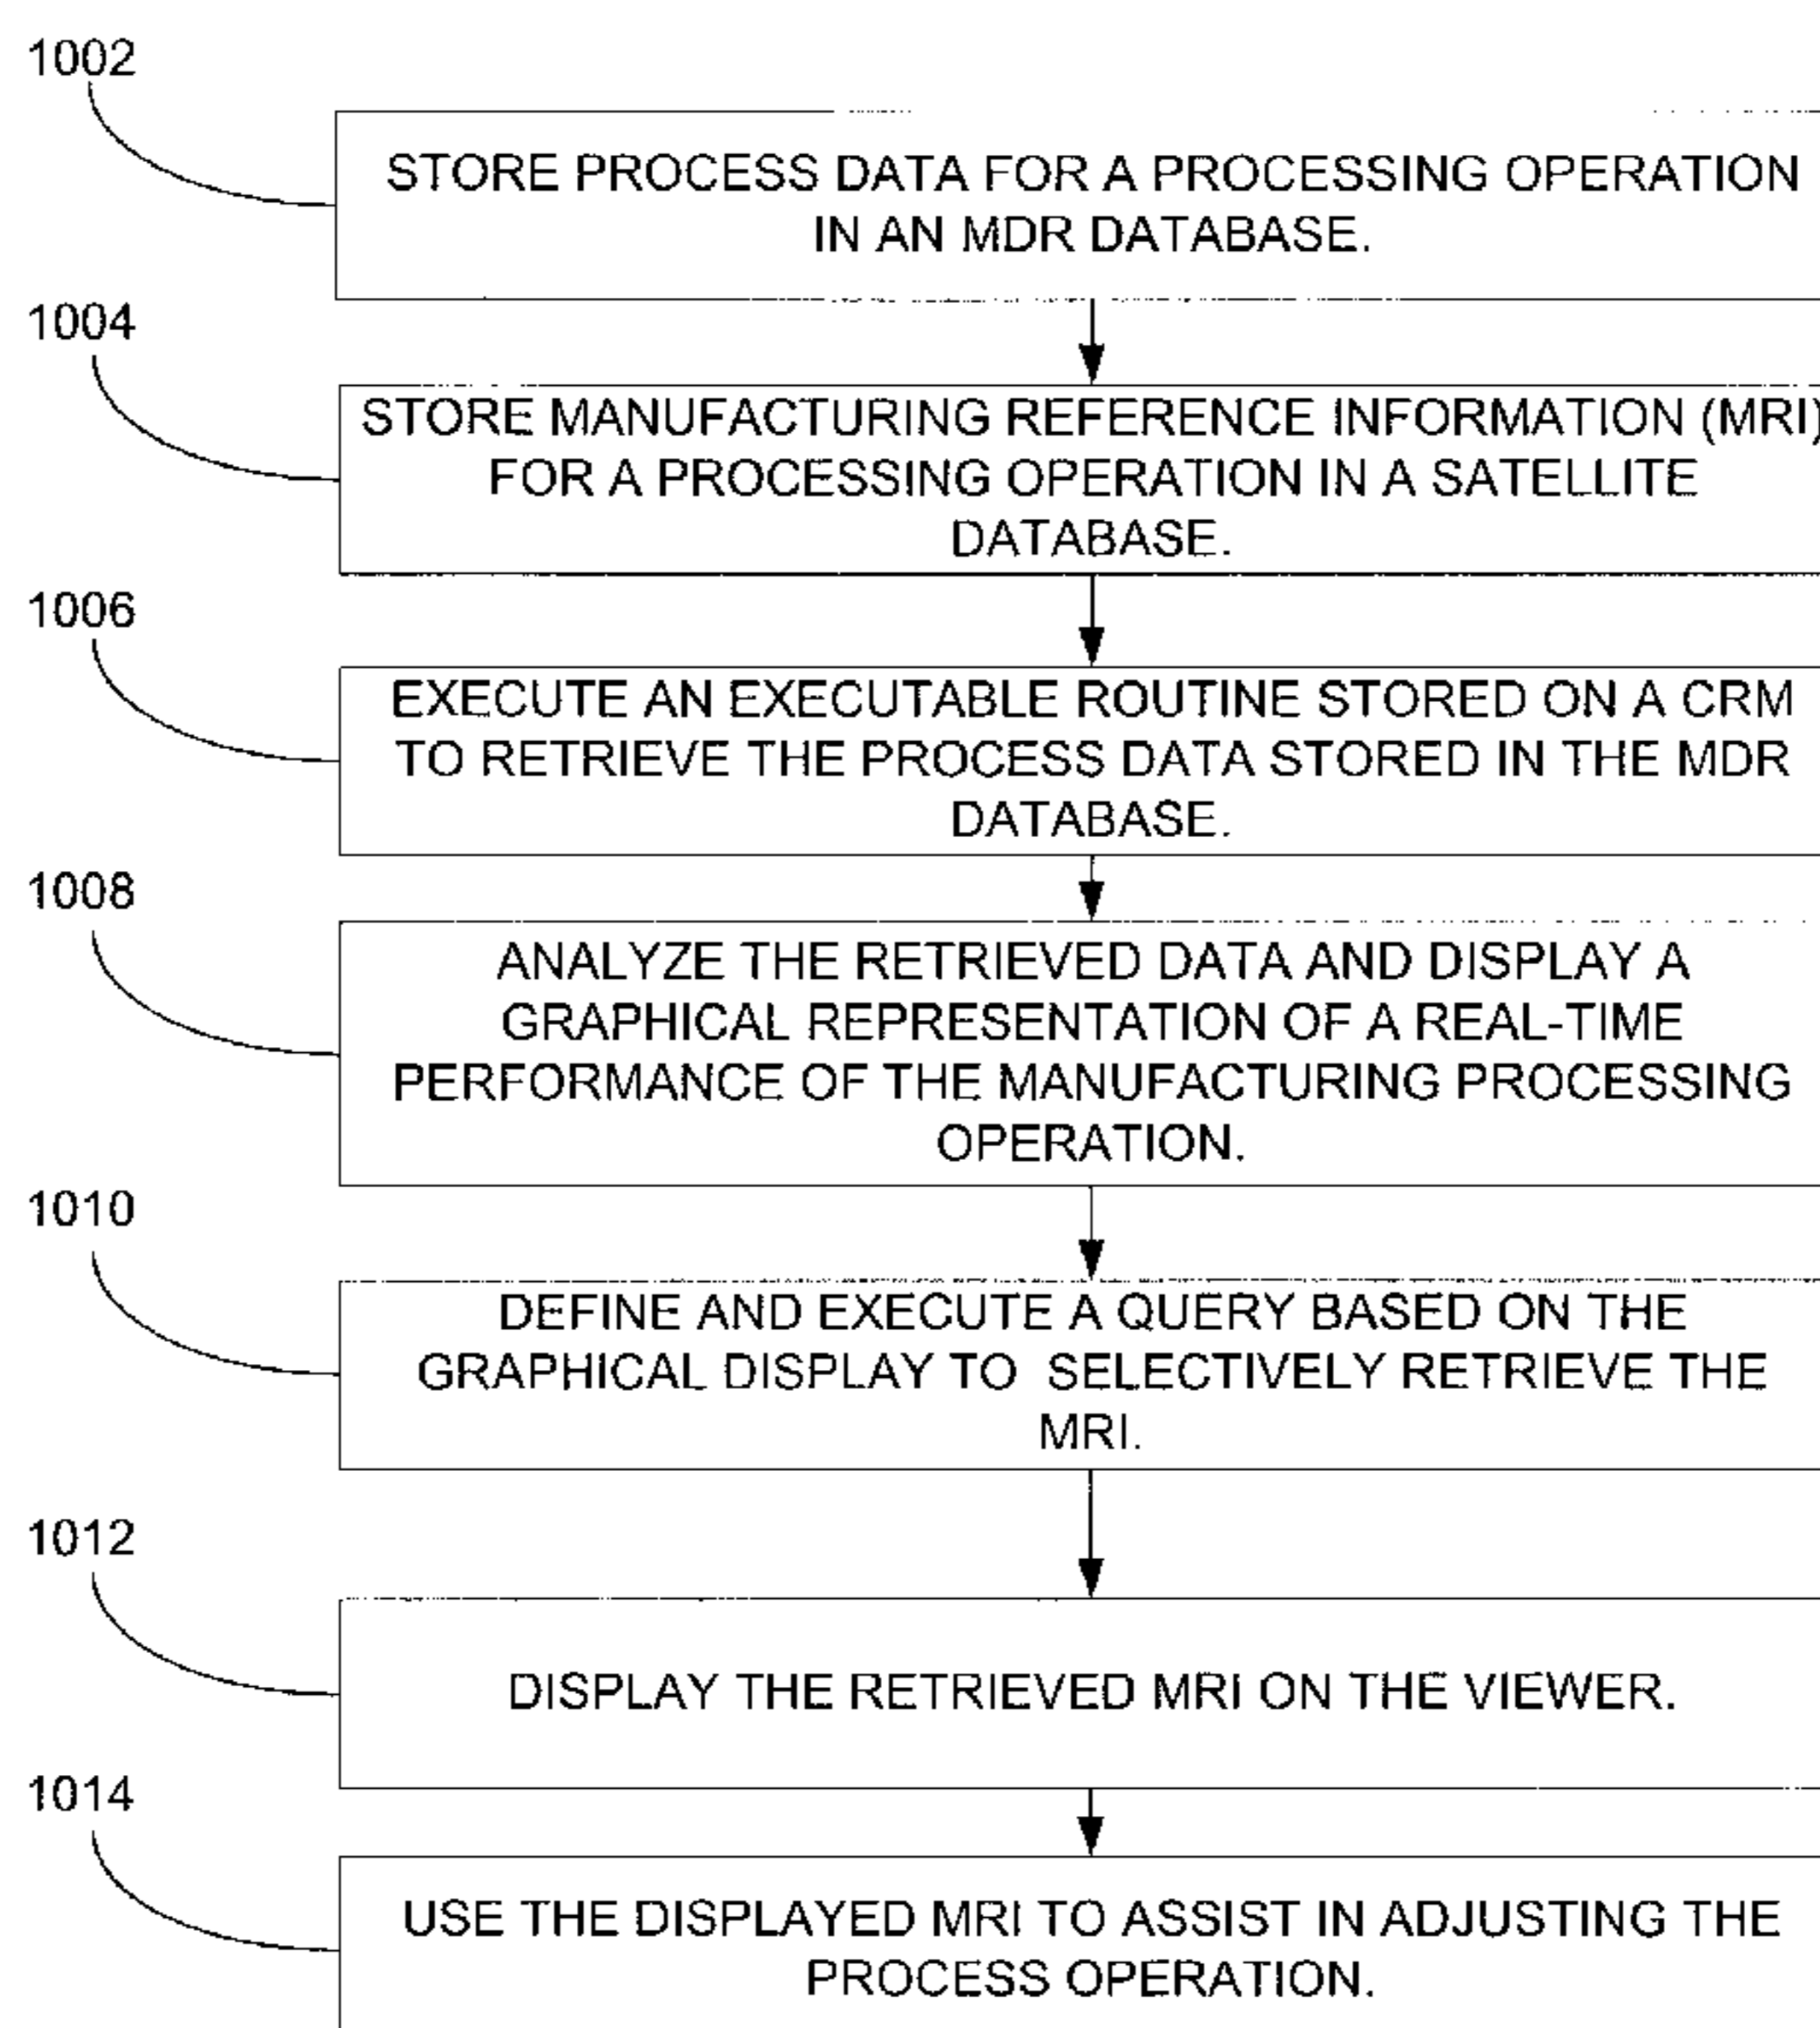 1002
STORE PROCESS DATA FOR A PROCESSING OPERATION
IN AN MDR DATABASE.
1004
STORE MANUFACTURING REFERENCE INFORMATION (MRI)
FOR A PROCESSING OPERATION IN A SATELLITE
DATABASE.
1006
EXECUTE AN EXECUTABLE ROUTINE STORED ON A CRM
TO RETRIEVE THE PROCESS DATA STORED IN THE MDR
DATABASE.
1008
ANALYZE THE RETRIEVED DATA AND DISPLAY A
GRAPHICAL REPRESENTATION OF A REAL-TIME
PERFORMANCE OF THE MANUFACTURING PROCESSING
OPERATION.
1010
DEFINE AND EXECUTE A QUERY BASED ON THE
GRAPHICAL DISPLAY TO SELECTIVELY RETRIEVE THE
MRI.
1012
DISPLAY THE RETRIEVED MRI ON THE VIEWER.
1014
USE THE DISPLAYED MRI TO ASSIST IN ADJUSTING THE
PROCESS OPERATION.